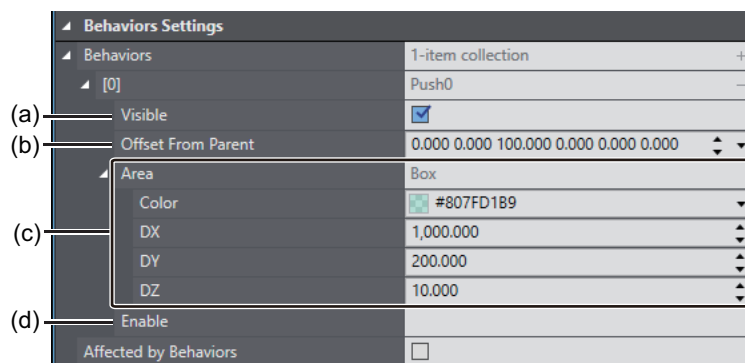 Behaviors Settings
Behaviors 1-item collection +
[0] Push0 −
(a) Visible
(b) Offset From Parent 0.000 0.000 100.000 0.000 0.000 0.000
Area Box
Color #807FD1B9
(c) DX 1,000.000
DY 200.000
DZ 10.000
(d) Enable
Affected by Behaviors